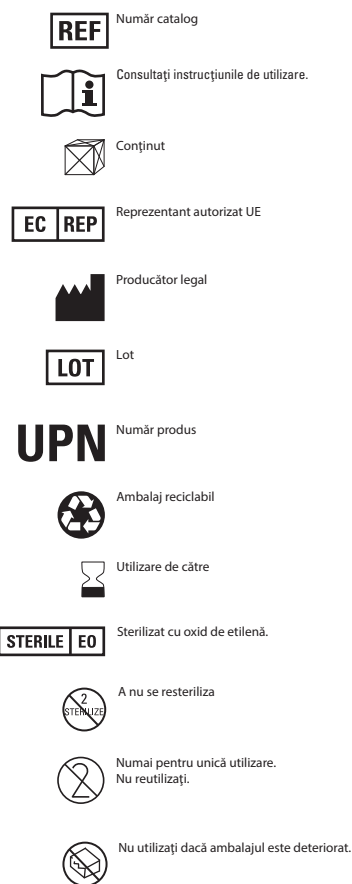 REF Număr catalog
i Consultați instrucțiunile de utilizare.
Conținut
EC REP Reprezentant autorizat UE
Producător legal
LOT Lot
UPN Număr produs
Ambalaj reciclabil
Utilizare de către
STERILE EO Sterilizat cu oxid de etilenă.
2
STERILIZE A nu se resteriliza
2 Numai pentru unică utilizare.
Nu reutilizați.
Nu utilizați dacă ambalajul este deteriorat.